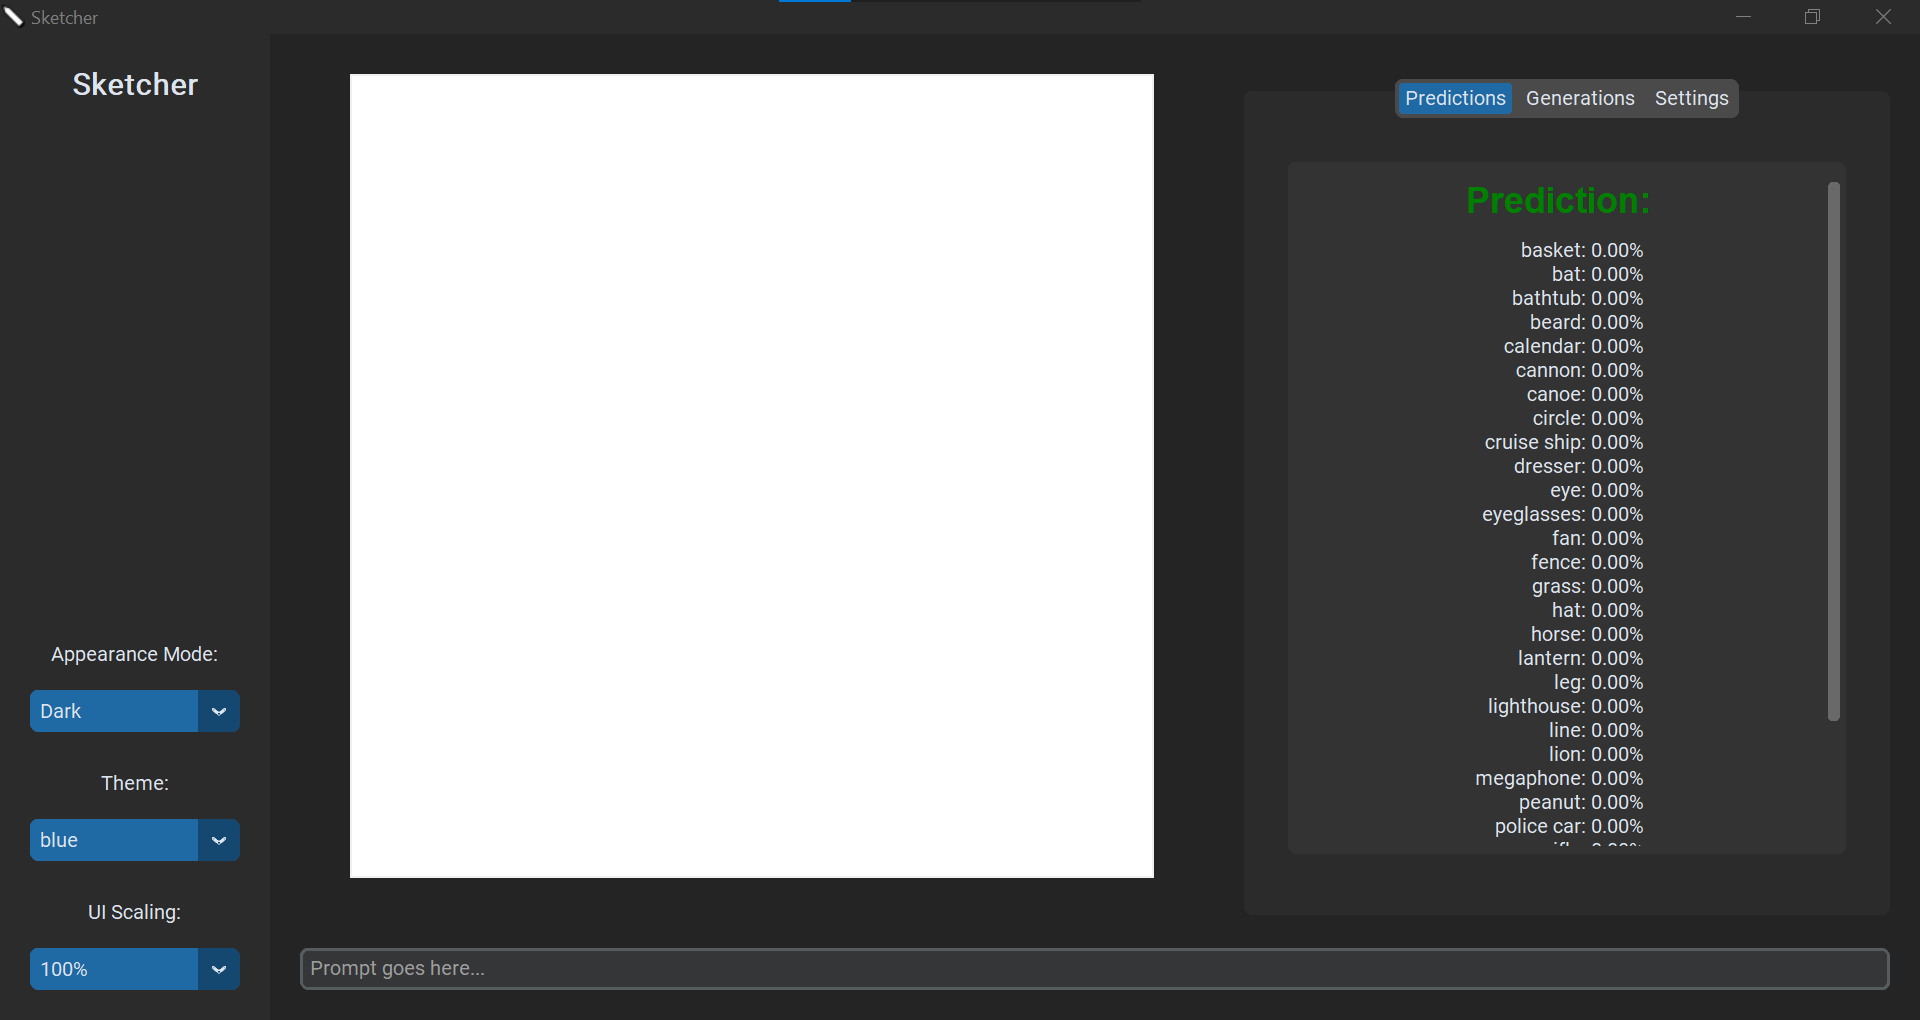 Sketcher
Sketcher
Appearance Mode:
Dark
Theme:
blue
UI Scaling:
100%
Prompt goes here...
Predictions Generations Settings
Prediction:
basket: 0.00%
bat: 0.00%
bathtub: 0.00%
beard: 0.00%
calendar: 0.00%
cannon: 0.00%
canoe: 0.00%
circle: 0.00%
cruise ship: 0.00%
dresser: 0.00%
eye: 0.00%
eyeglasses: 0.00%
fan: 0.00%
fence: 0.00%
grass: 0.00%
hat: 0.00%
horse: 0.00%
lantern: 0.00%
leg: 0.00%
lighthouse: 0.00%
line: 0.00%
lion: 0.00%
megaphone: 0.00%
peanut: 0.00%
police car: 0.00%